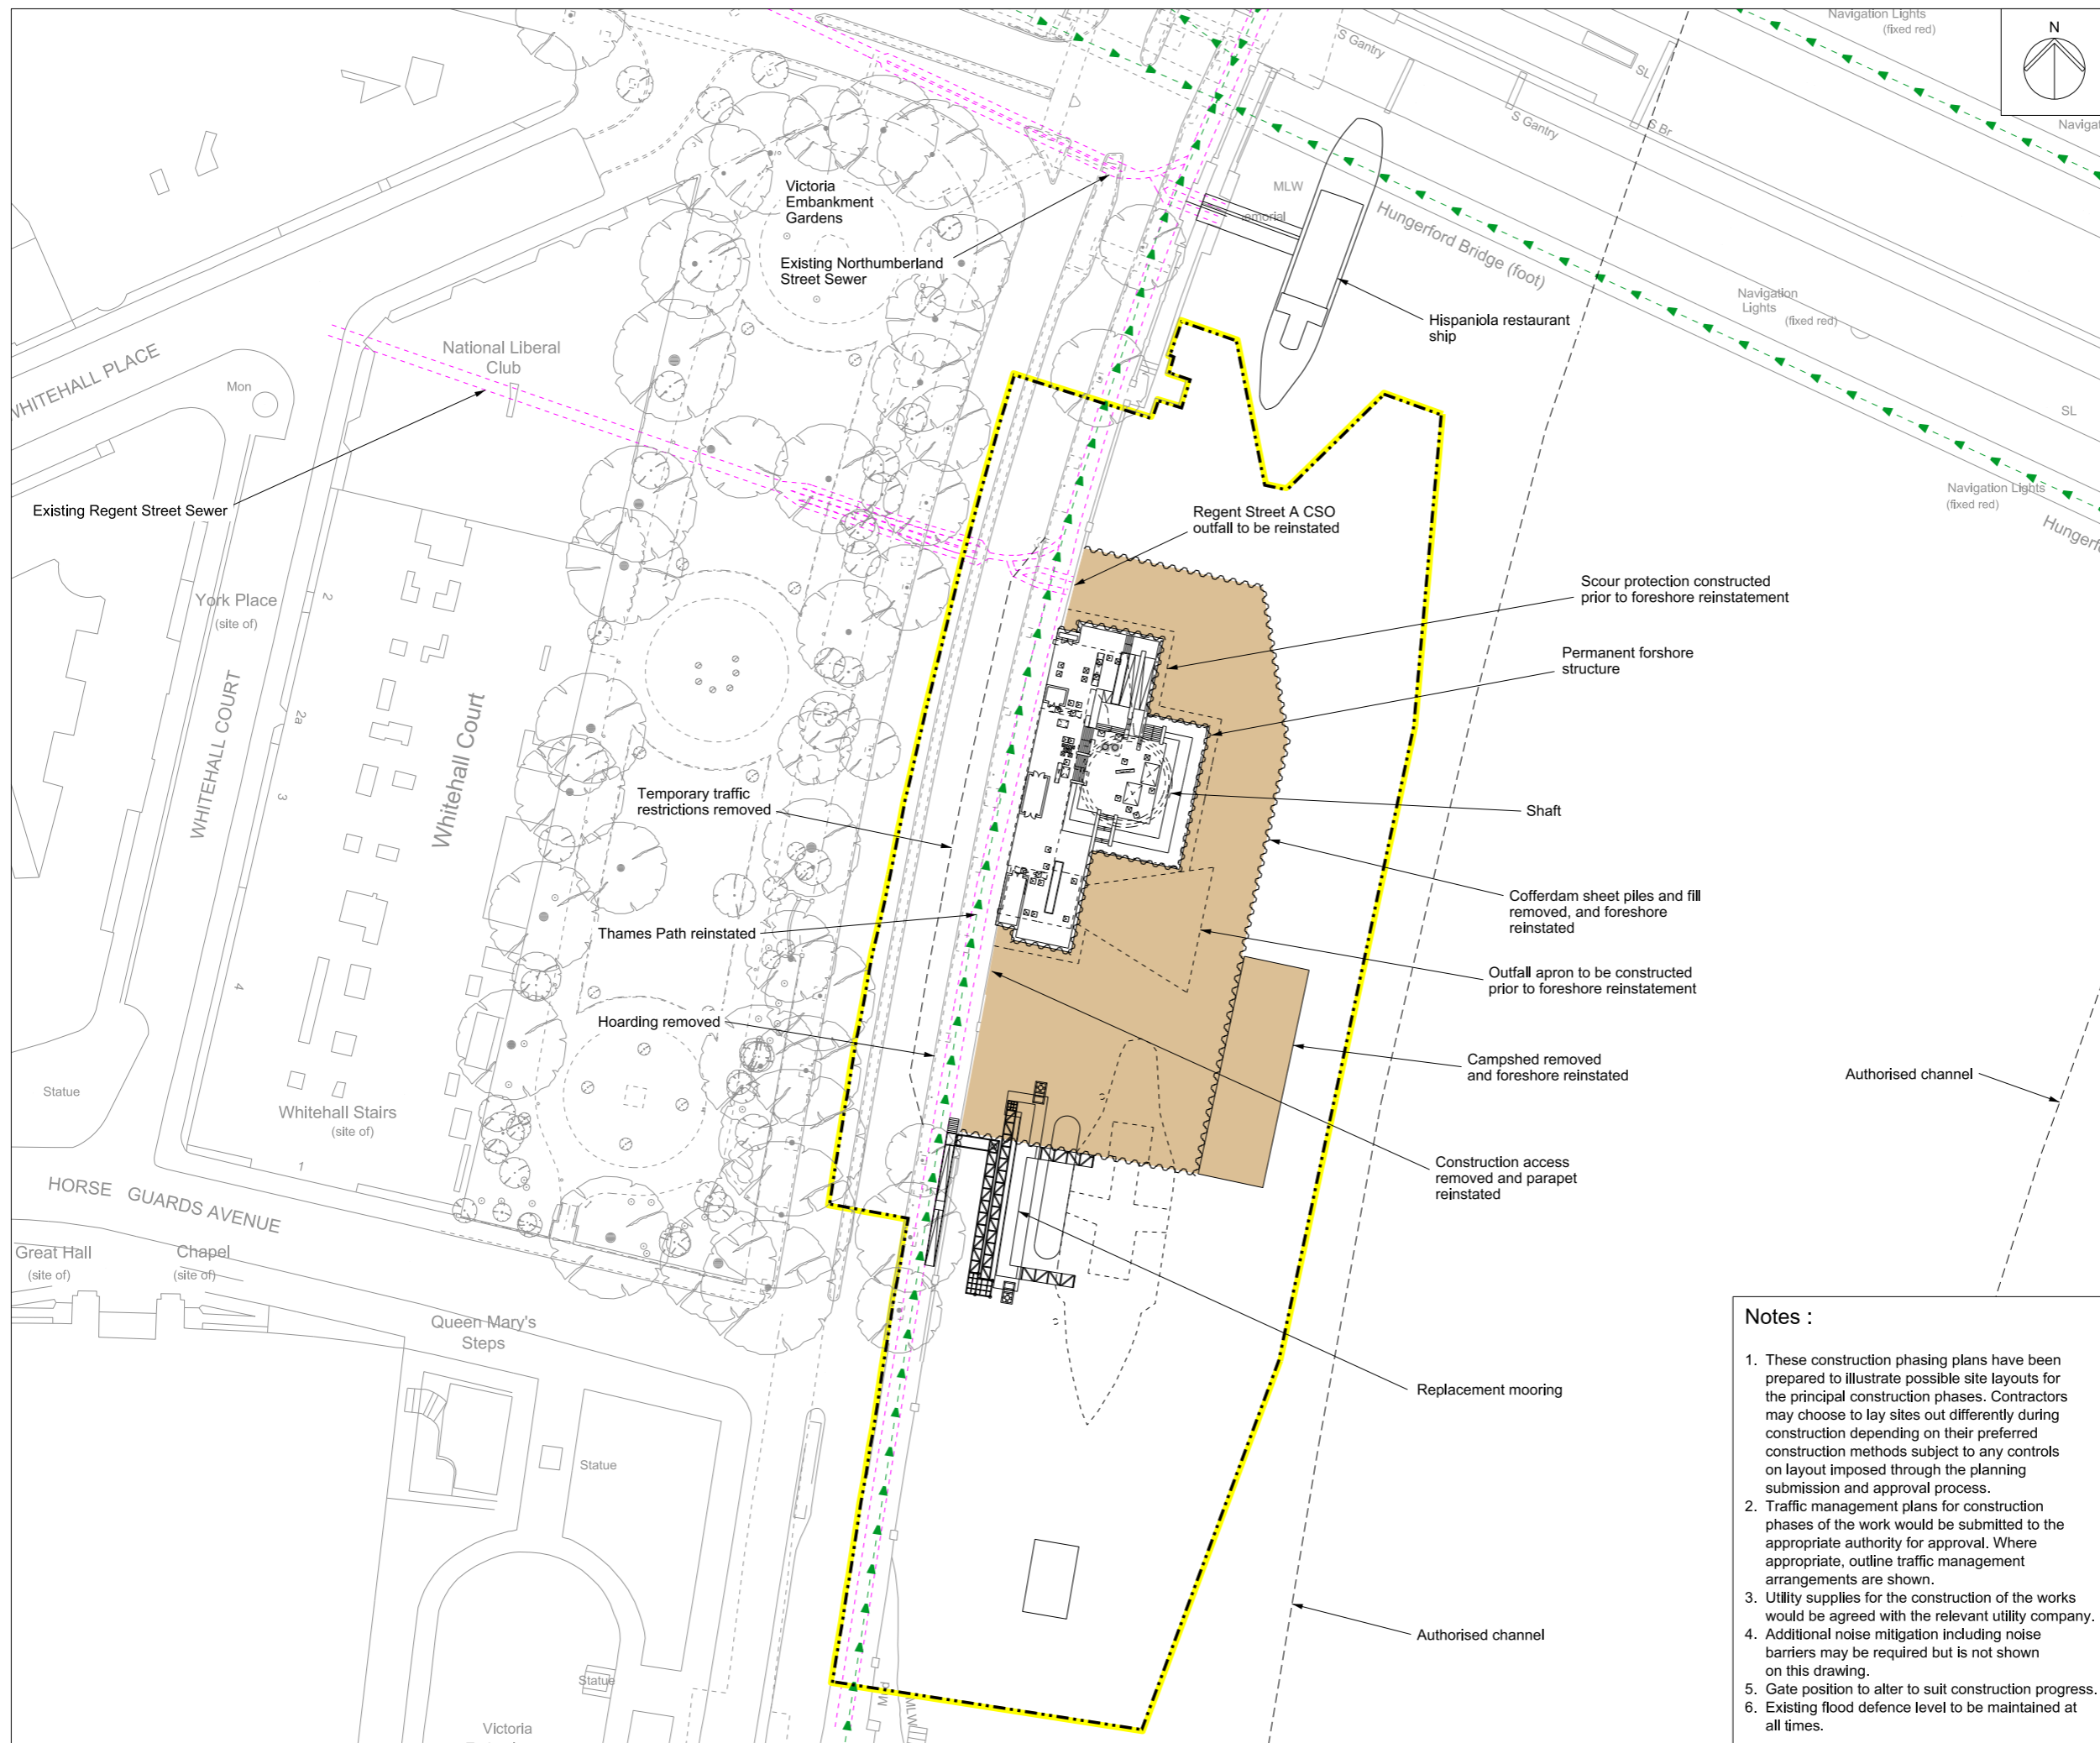 Navigation Lights
(fixed red)
N
S Gantry
SL
S Gantry
S Br
Victoria
Embankment
Gardens
MLW
emorial
Hungerford Bridge (foot)
Existing Northumberland
Street Sewer
Navigation
Lights
(fixed red)
Hispaniola restaurant
ship
National Liberal
Club
WHITEHALL PLACE
Mon
SL
Existing Regent Street Sewer
Regent Street A CSO
outfall to be reinstated
Navigation Lights
(fixed red)
Scour protection constructed
prior to foreshore reinstatement
York Place
(site of)
2
WHITEHALL COURT
2a
Whitehall Court
Permanent forshore
structure
3
Temporary traffic
restrictions removed
Shaft
Cofferdam sheet piles and fill
removed, and foreshore
reinstated
Thames Path reinstated
4
Outfall apron to be constructed
prior to foreshore reinstatement
Hoarding removed
Campshed removed
and foreshore reinstated
Authorised channel
Statue
Whitehall Stairs
(site of)
1
Construction access
removed and parapet
reinstated
HORSE GUARDS AVENUE
Great Hall
(site of)
Chapel
(site of)
Queen Mary's
Steps
Replacement mooring
Statue
Authorised channel
Statue
MLW
Victoria
Notes :
1. These construction phasing plans have been
prepared to illustrate possible site layouts for
the principal construction phases. Contractors
may choose to lay sites out differently during
construction depending on their preferred
construction methods subject to any controls
on layout imposed through the planning
submission and approval process.
2. Traffic management plans for construction
phases of the work would be submitted to the
appropriate authority for approval. Where
appropriate, outline traffic management
arrangements are shown.
3. Utility supplies for the construction of the works
would be agreed with the relevant utility company.
4. Additional noise mitigation including noise
barriers may be required but is not shown
on this drawing.
5. Gate position to alter to suit construction progress.
6. Existing flood defence level to be maintained at
all times.